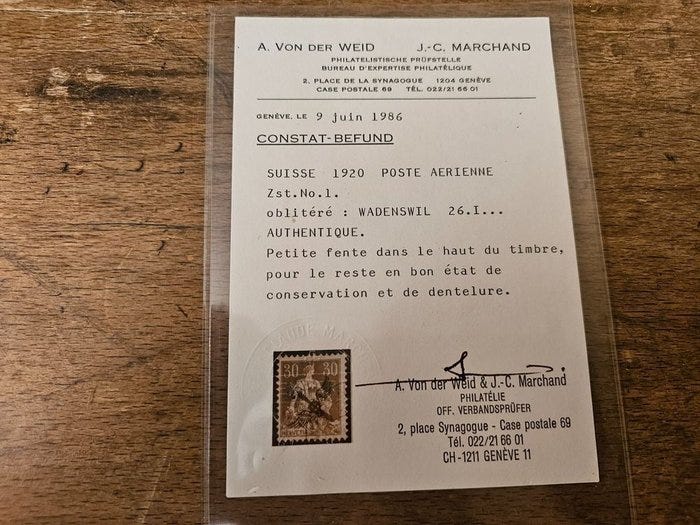 A. VON DER WEID J.-C. MARCHAND
PHILATELISTISCHE PRÜFSTELLE
BUREAU D'EXPERTISE PHILATÉLIQUE
2, PLACE DE LA SYNAGOGUE 1204 GENÈVE
CASE POSTALE 69 TÉL. 022/21 66 01
GENÈVE, LE 9 juin 1986
CONSTAT-BEFUND
SUISSE 1920 POSTE AERIENNE
Zst.No.1.
oblitéré : WADENSWIL 26.I...
AUTHENTIQUE.
Petite fente dans le haut du timbre,
pour le reste en bon état de
conservation et de dentelure.
30 30
HELVETIA
A. Von der Weid & J.-C. Marchand
PHILATÉLIE
OFF. VERBANDSPRÜFER
2, place Synagogue - Case postale 69
Tél. 022/21 66 01
CH-1211 GENÈVE 11